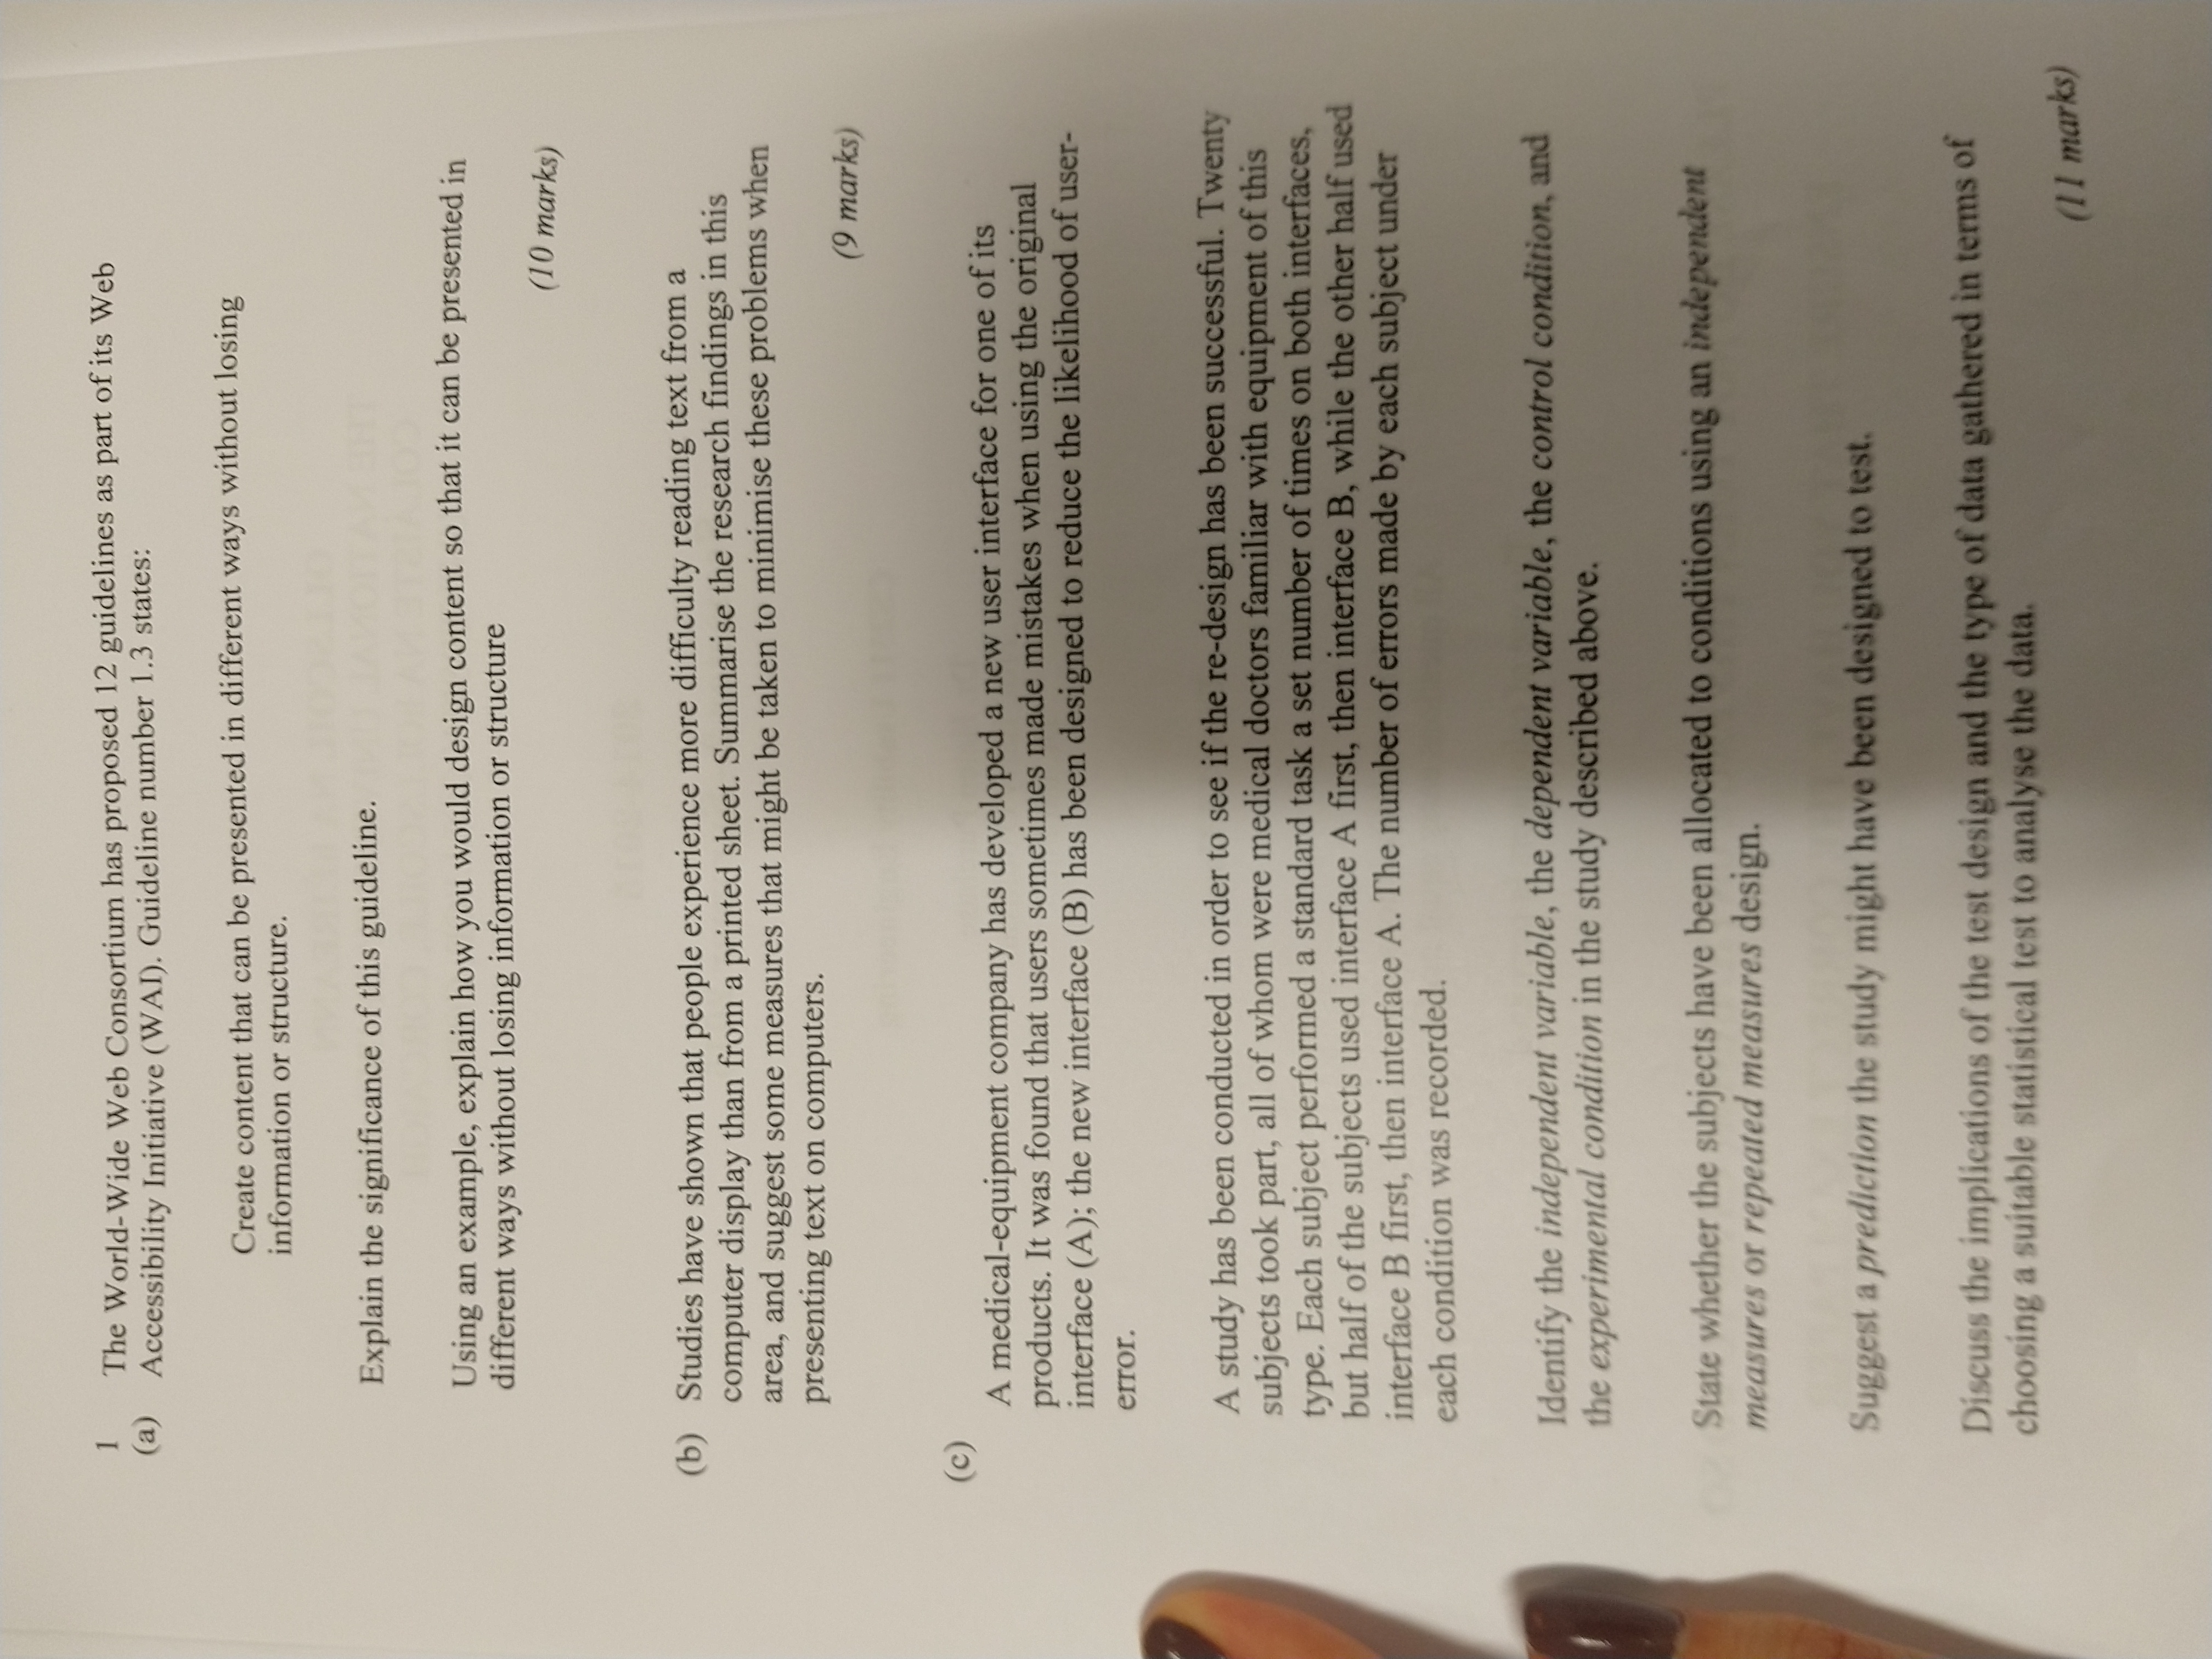 1 The World-Wide Web Consortium has proposed 12 guidelines as part of its Web
(a) Accessibility Initiative (WAI). Guideline number 1.3 states:
Create content that can be presented in different ways without losing
information or structure.
Explain the significance of this guideline.
Using an example, explain how you would design content so that it can be presented in
different ways without losing information or structure
(10 marks)
(b) Studies have shown that people experience more difficulty reading text from a
computer display than from a printed sheet. Summarise the research findings in this
area, and suggest some measures that might be taken to minimise these problems when
presenting text on computers.
(9 marks)
(c)
A medical-equipment company has developed a new user interface for one of its
products. It was found that users sometimes made mistakes when using the original
interface (A); the new interface (B) has been designed to reduce the likelihood of user-
error.
A study has been conducted in order to see if the re-design has been successful. Twenty
subjects took part, all of whom were medical doctors familiar with equipment of this
type. Each subject performed a standard task a set number of times on both interfaces,
but half of the subjects used interface A first, then interface B, while the other half used
interface B first, then interface A. The number of errors made by each subject under
each condition was recorded.
Identify the independent variable, the dependent variable, the control condition, and
the experimental condition in the study described above.
State whether the subjects have been allocated to conditions using an independent
measures or repeated measures design.
Suggest a prediction the study might have been designed to test.
Discuss the implications of the test design and the type of data gathered in terms of
choosing a suitable statistical test to analyse the data.
(11 marks)